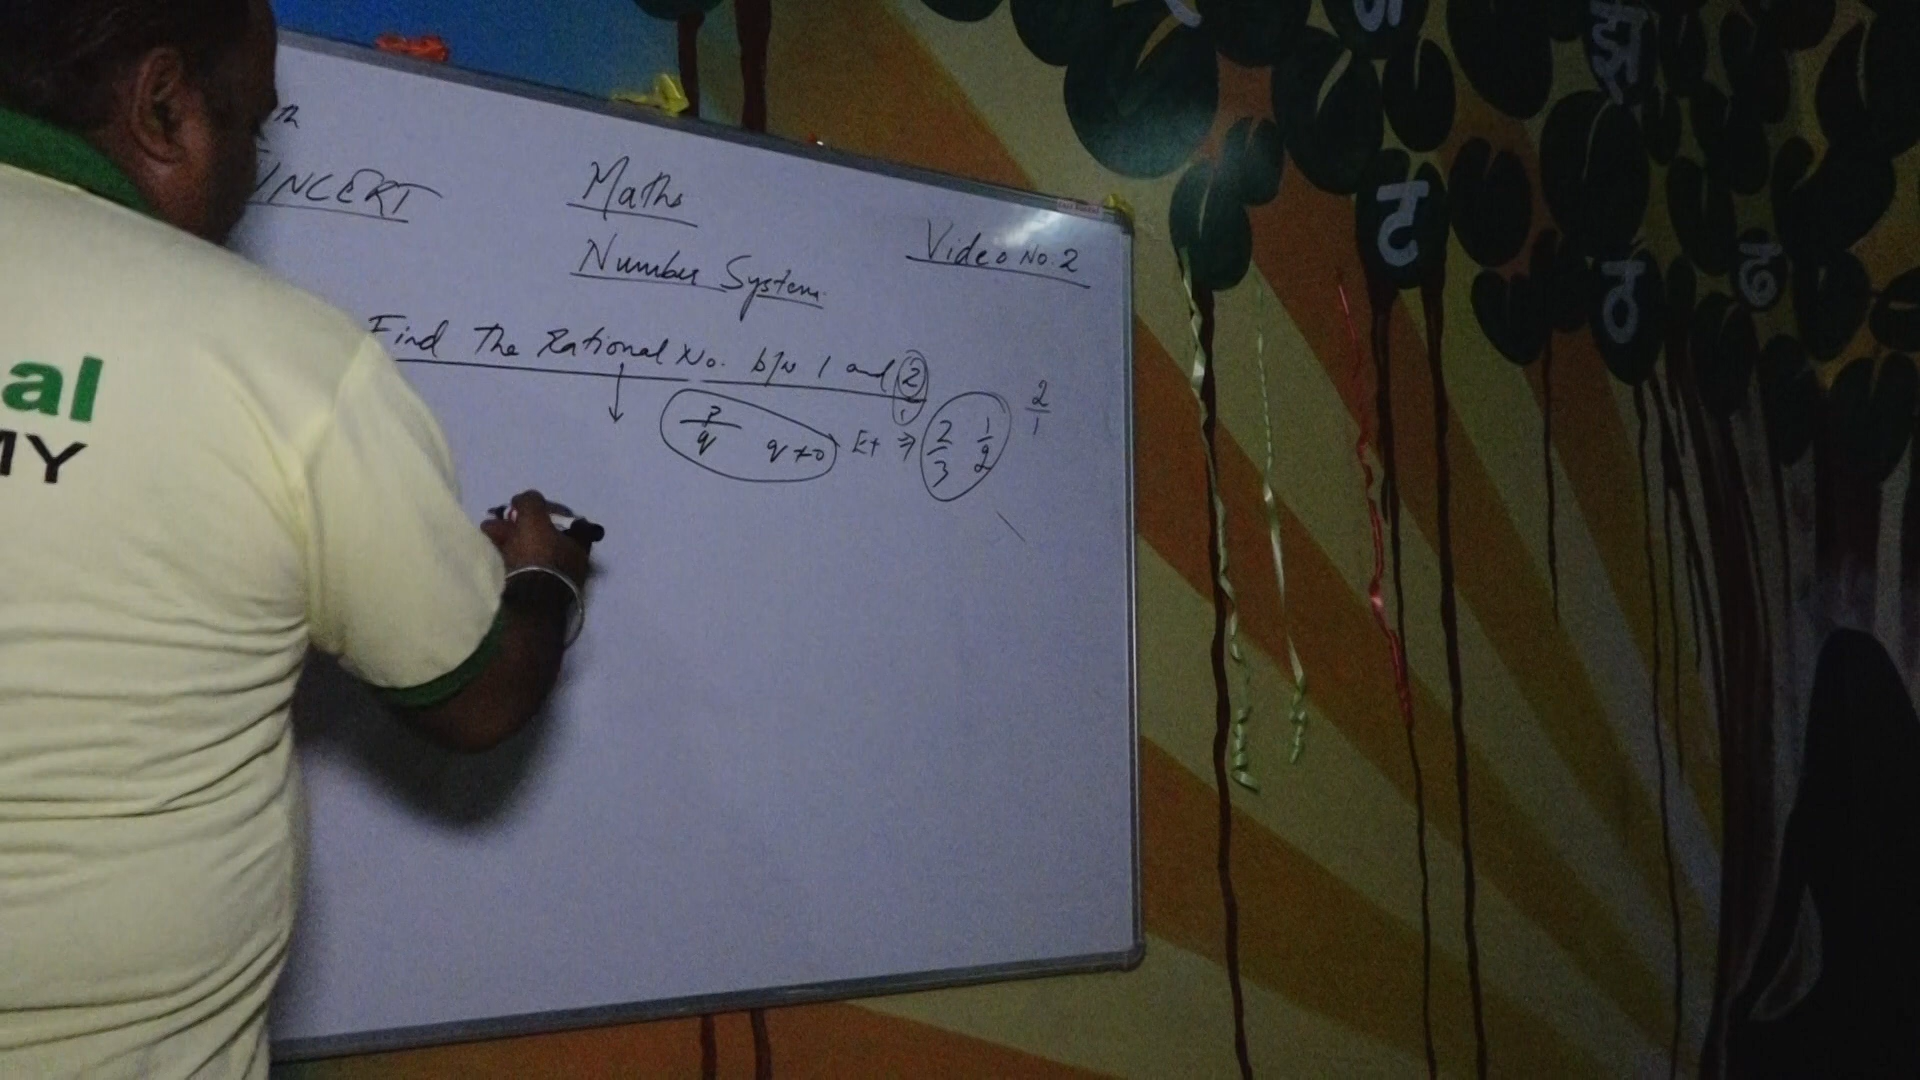 th
NCERT
Maths
Video No. 2
Number System
Find The Rational No. b/w 1 and 2
p/q q≠0 Ex ⇒ 2/3 1/2 2/1
al
MY
झ
ट
ठ
ढ